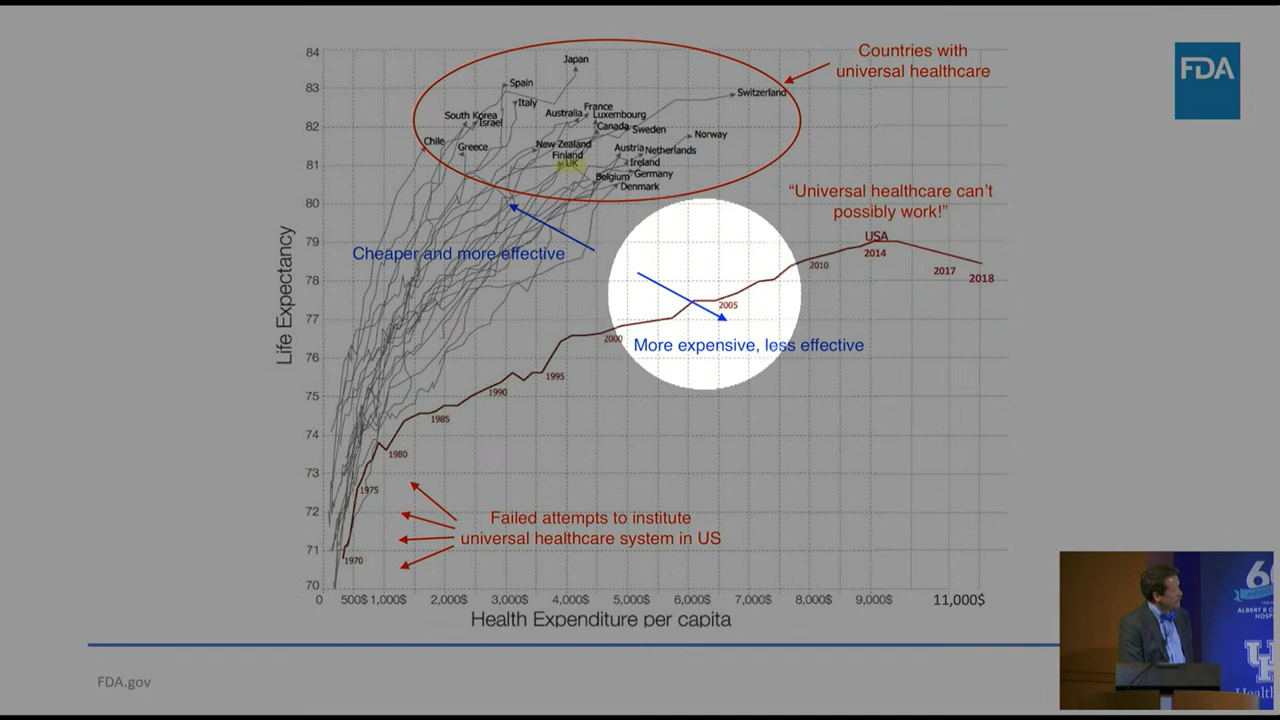 FDA
Countries with
universal healthcare
84
83
82
81
80
79
78
77
76
75
74
73
72
71
70
Life Expectancy
Japan
Spain
Switzerland
Italy
France
Australia
Luxembourg
South Korea
Israel
Canada
Sweden
Norway
Chile
Greece
New Zealand
Austria
Netherlands
Finland
UK
Ireland
Belgium
Germany
Denmark
“Universal healthcare can’t
possibly work!”
Cheaper and more effective
USA
2014
2010
2017
2018
2005
2000
More expensive, less effective
1995
1990
1985
1980
1975
1970
Failed attempts to institute
universal healthcare system in US
0 500$ 1,000$ 2,000$ 3,000$ 4,000$ 5,000$ 6,000$ 7,000$ 8,000$ 9,000$ 11,000$
Health Expenditure per capita
FDA.gov
ALBERT B